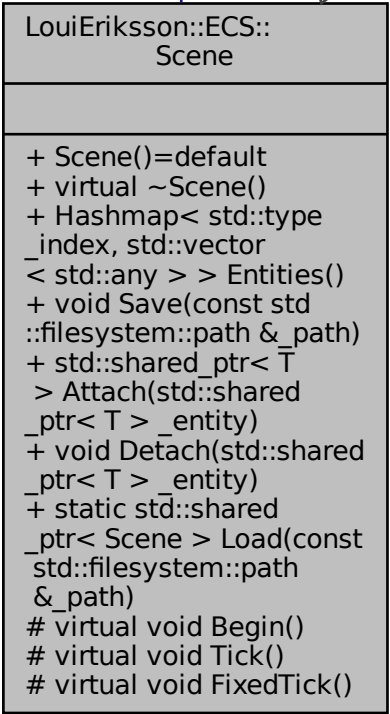 LouiEriksson::ECS::
Scene
+ Scene()=default
+ virtual ~Scene()
+ Hashmap< std::type
_index, std::vector
< std::any > > Entities()
+ void Save(const std
::filesystem::path &_path)
+ std::shared_ptr< T
 > Attach(std::shared
_ptr< T > _entity)
+ void Detach(std::shared
_ptr< T > _entity)
+ static std::shared
_ptr< Scene > Load(const
 std::filesystem::path
 &_path)
# virtual void Begin()
# virtual void Tick()
# virtual void FixedTick()